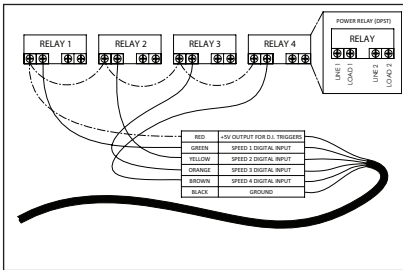 POWER RELAY (DPST)
RELAY 1
RELAY 2
RELAY 3
RELAY 4
RELAY
LINE 1
LOAD 1
LINE 2
LOAD 2
RED +5V OUTPUT FOR D.I. TRIGGERS
GREEN SPEED 1 DIGITAL INPUT
YELLOW SPEED 2 DIGITAL INPUT
ORANGE SPEED 3 DIGITAL INPUT
BROWN SPEED 4 DIGITAL INPUT
BLACK GROUND